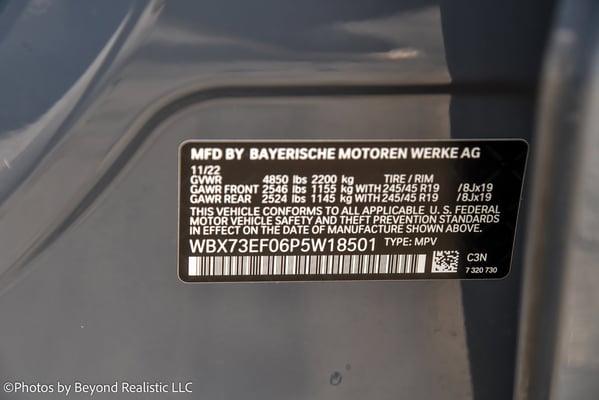 MFD BY BAYERISCHE MOTOREN WERKE AG
11/22
GVWR 4850 lbs 2200 kg TIRE / RIM
GAWR FRONT 2546 lbs 1155 kg WITH 245/45 R19 /8Jx19
GAWR REAR 2524 lbs 1145 kg WITH 245/45 R19 /8Jx19
THIS VEHICLE CONFORMS TO ALL APPLICABLE U. S. FEDERAL
MOTOR VEHICLE SAFETY AND THEFT PREVENTION STANDARDS
IN EFFECT ON THE DATE OF MANUFACTURE SHOWN ABOVE.
WBX73EF06P5W18501 TYPE: MPV
C3N
7 320 730
©Photos by Beyond Realistic LLC